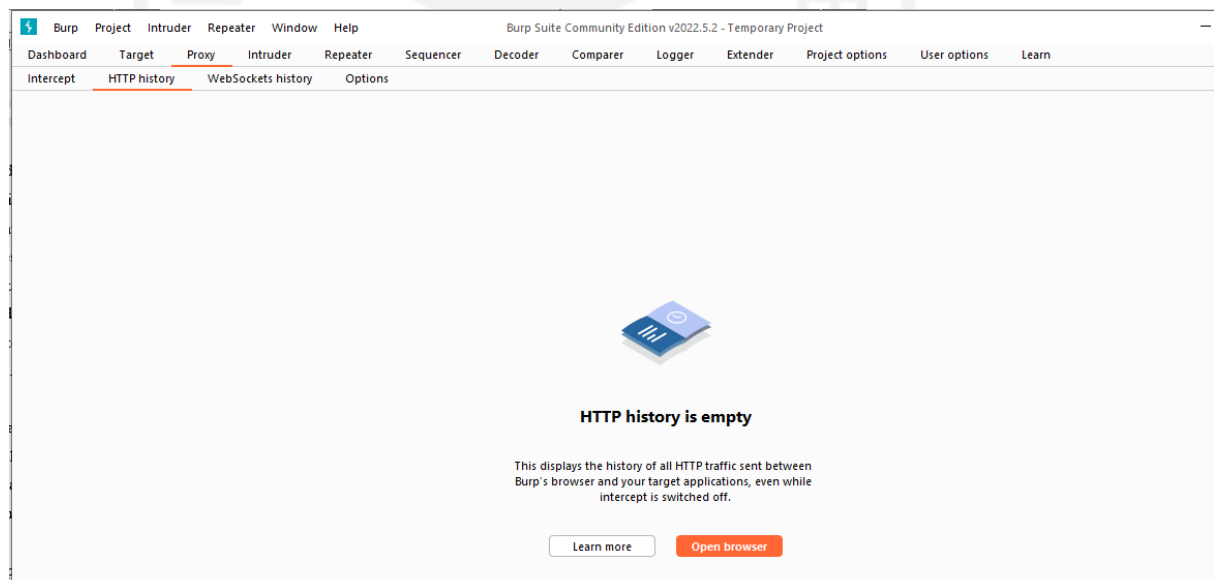 Burp Project Intruder Repeater Window Help Burp Suite Community Edition v2022.5.2 - Temporary Project
Dashboard Target Proxy Intruder Repeater Sequencer Decoder Comparer Logger Extender Project options User options Learn
Intercept HTTP history WebSockets history Options
HTTP history is empty
This displays the history of all HTTP traffic sent between
Burp's browser and your target applications, even while
intercept is switched off.
Learn more Open browser